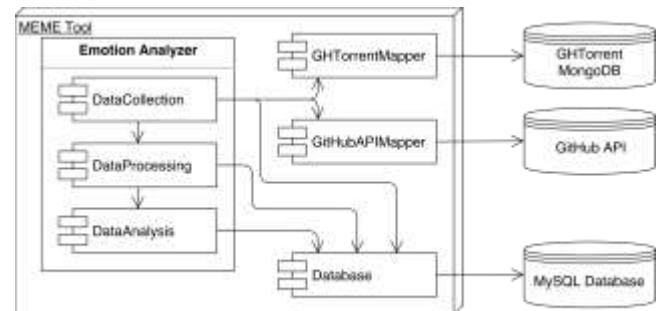 MEME Tool
Emotion Analyzer
DataCollection
DataProcessing
DataAnalysis
GHTorrentMapper
GitHubAPIMapper
Database
GHTorrent
MongoDB
GitHub API
MySQL Database